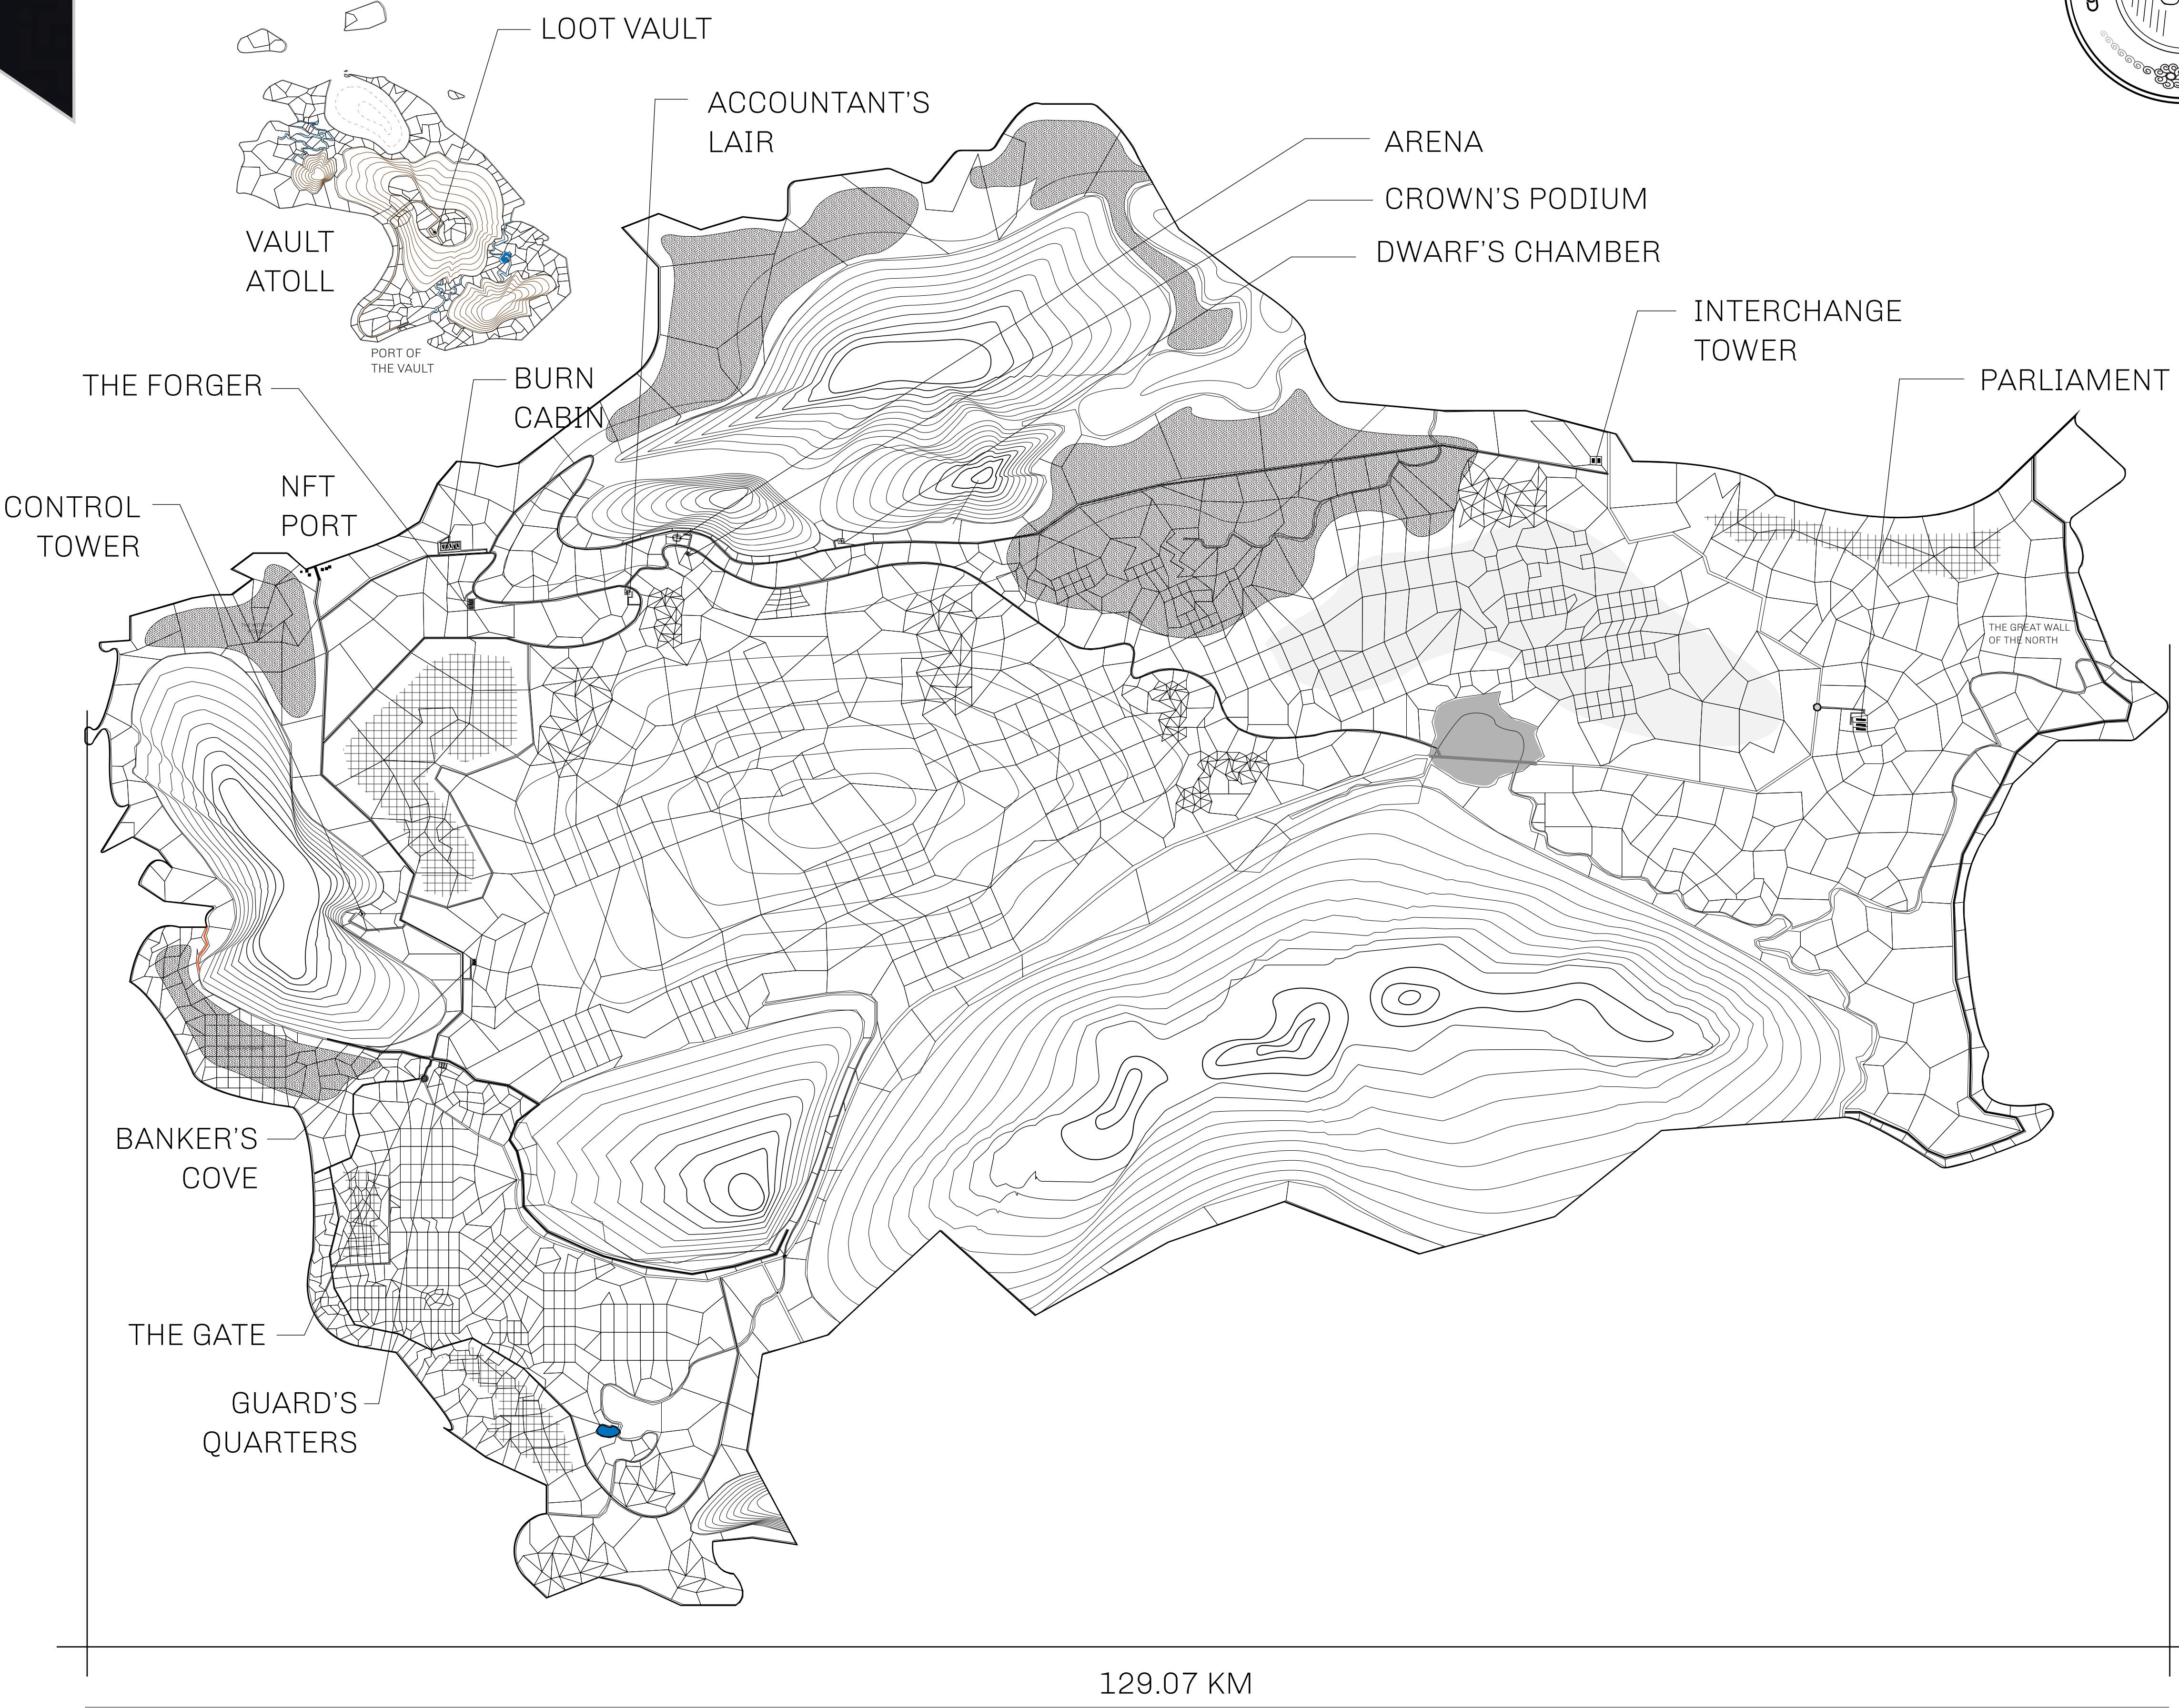 LOOT VAULT
ACCOUNTANT'S
LAIR
ARENA
CROWN'S PODIUM
DWARF'S CHAMBER
VAULT
ATOLL
PORT OF
THE VAULT
INTERCHANGE
TOWER
PARLIAMENT
THE FORGER
BURN
CABIN
NFT
PORT
CONTROL
TOWER
THE GREAT WALL
OF THE NORTH
BANKER'S
COVE
THE GATE
GUARD'S
QUARTERS
129.07 KM